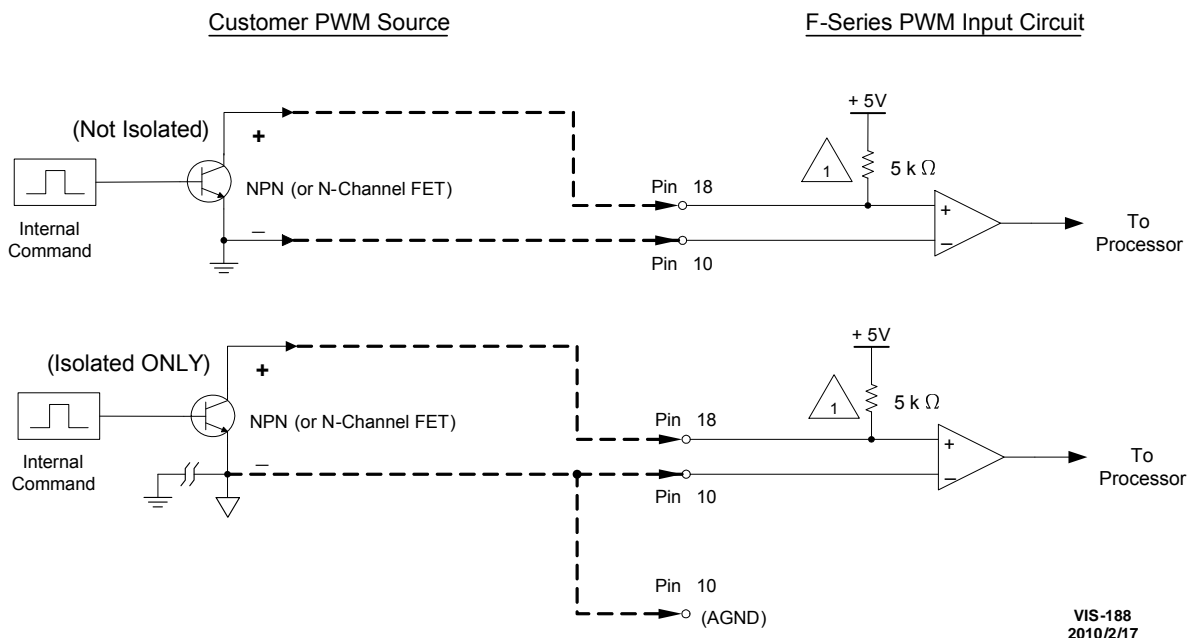 Customer PWM Source
F-Series PWM Input Circuit
+ 5V
(Not Isolated)
+
1
5 k Ω
NPN (or N-Channel FET)
Pin 18
+
−
To
Processor
Internal
Command
−
Pin 10
+ 5V
(Isolated ONLY)
+
1
5 k Ω
NPN (or N-Channel FET)
Pin 18
+
−
To
Processor
Internal
Command
−
Pin 10
Pin 10
(AGND)
VIS-188
2010/2/17